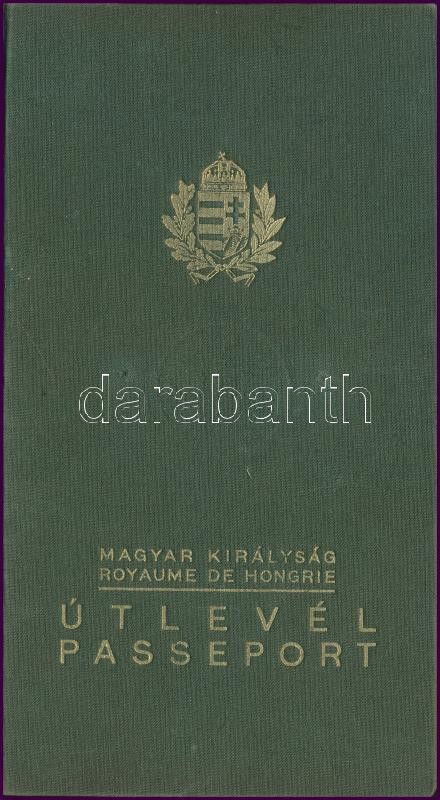 darabanth
MAGYAR KIRÁLYSÁG
ROYAUME DE HONGRIE
ÚTLEVÉL
PASSEPORT